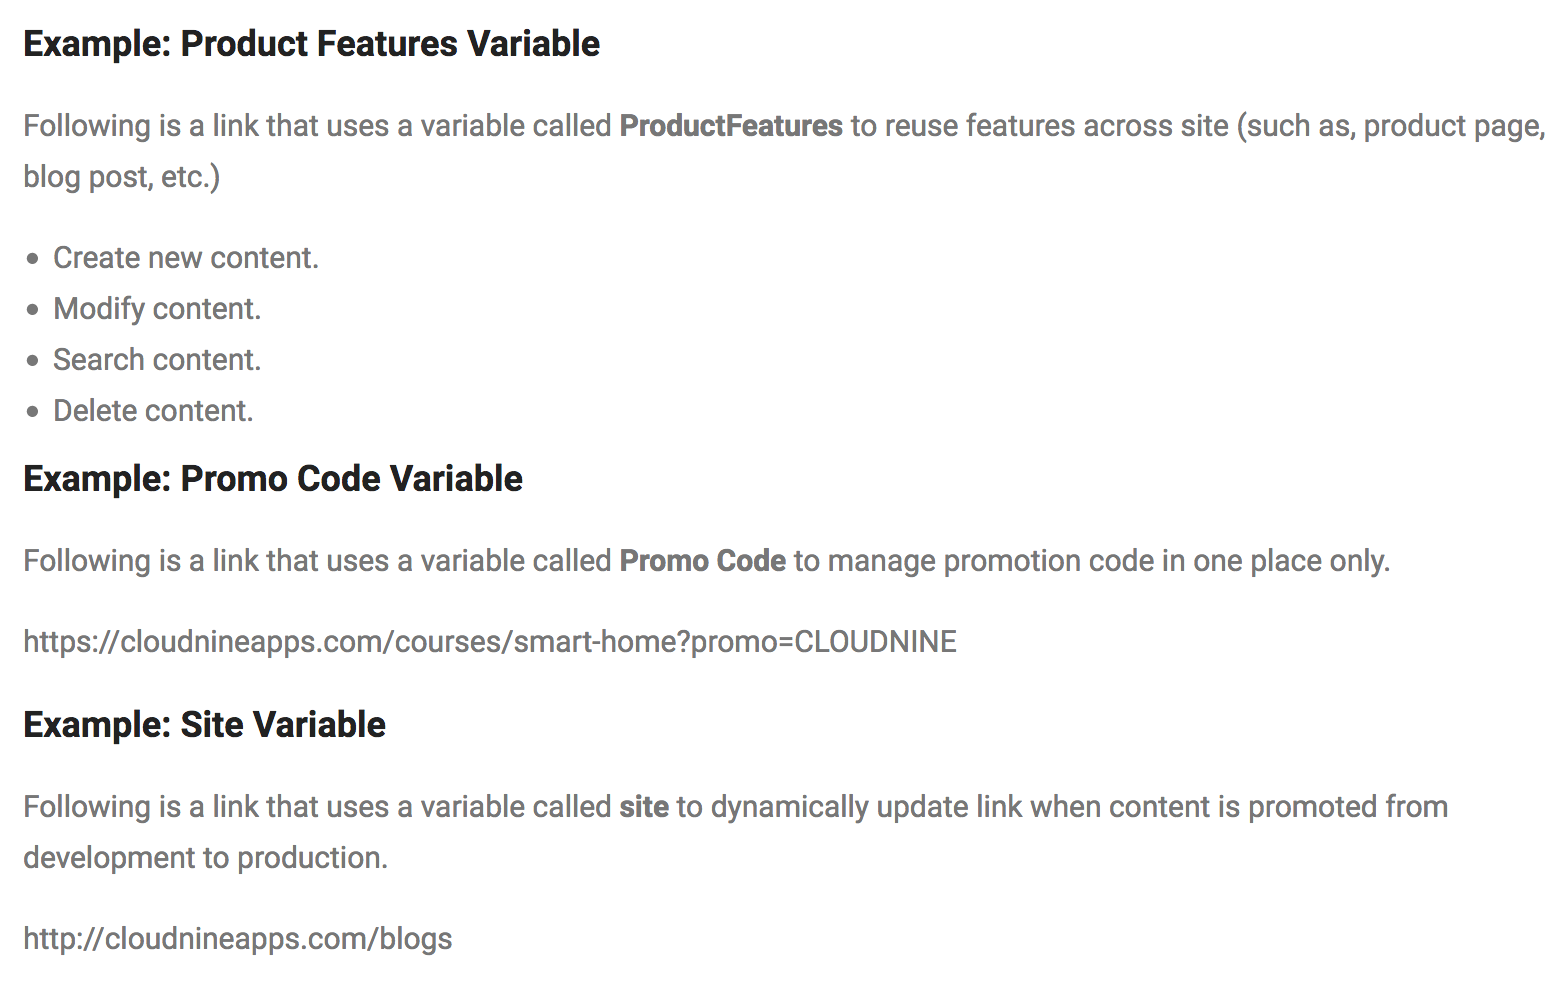 Example: Product Features Variable
Following is a link that uses a variable called ProductFeatures to reuse features across site (such as, product page,
blog post, etc.)
• Create new content.
• Modify content.
• Search content.
• Delete content.
Example: Promo Code Variable
Following is a link that uses a variable called Promo Code to manage promotion code in one place only.
https://cloudnineapps.com/courses/smart-home?promo=CLOUDNINE
Example: Site Variable
Following is a link that uses a variable called site to dynamically update link when content is promoted from
development to production.
http://cloudnineapps.com/blogs